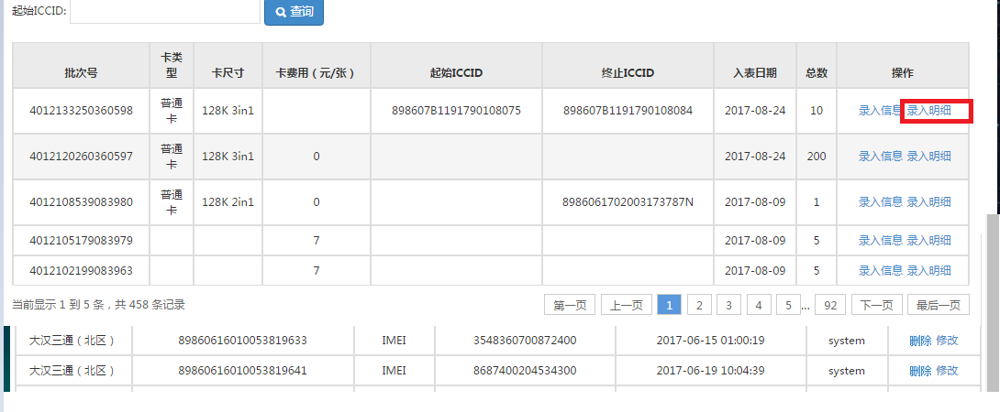 起始ICCID: 查询
批次号 卡类型 卡尺寸 卡费用（元/张） 起始ICCID 终止ICCID 入表日期 总数 操作
4012133250360598 普通卡 128K 3in1 898607B1191790108075 898607B1191790108084 2017-08-24 10 录入信息 录入明细
4012120260360597 普通卡 128K 3in1 0 2017-08-24 200 录入信息 录入明细
4012108539083980 普通卡 128K 2in1 0 8986061702003173787N 2017-08-09 1 录入信息 录入明细
4012105179083979 7 2017-08-09 5 录入信息 录入明细
4012102199083963 7 2017-08-09 5 录入信息 录入明细
当前显示 1 到 5 条，共 458 条记录 第一页 上一页 1 2 3 4 5 ... 92 下一页 最后一页
大汉三通（北区） 89860616010053819633 IMEI 3548360700872400 2017-06-15 01:00:19 system 删除 修改
大汉三通（北区） 89860616010053819641 IMEI 8687400204534300 2017-06-19 10:04:39 system 删除 修改